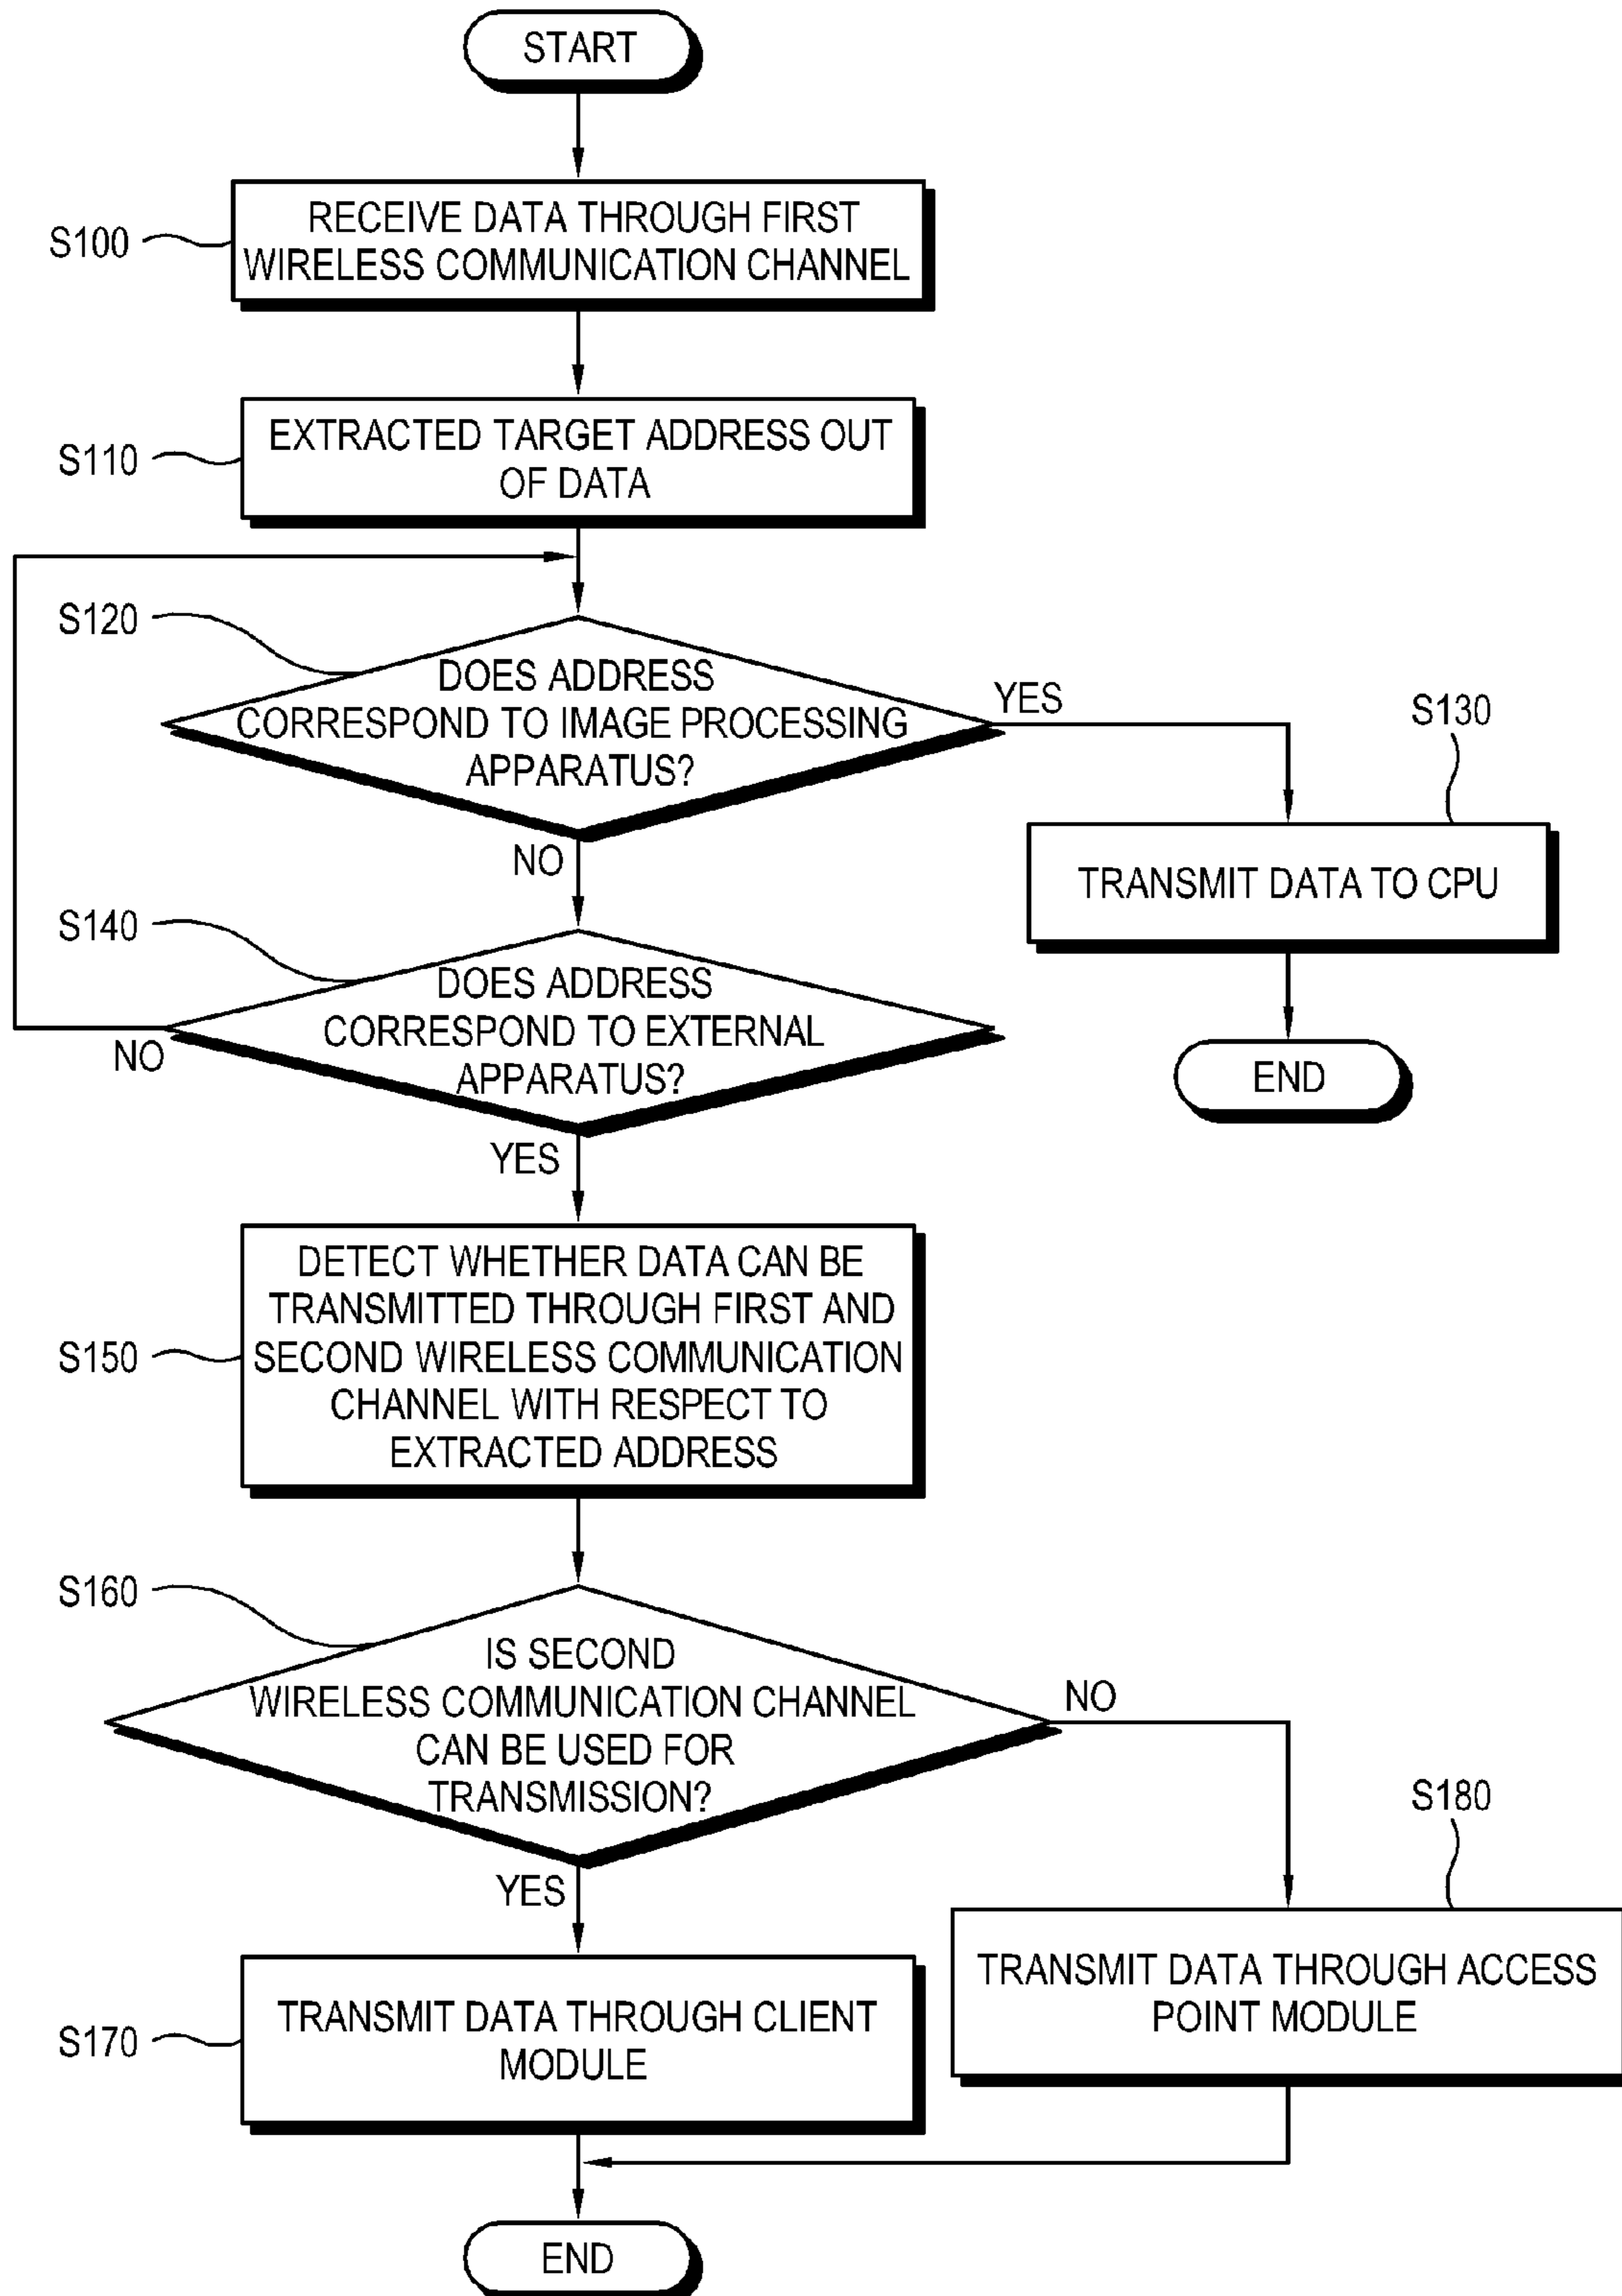 START
S100
RECEIVE DATA THROUGH FIRST
WIRELESS COMMUNICATION CHANNEL
S110
EXTRACTED TARGET ADDRESS OUT
OF DATA
S120
DOES ADDRESS
CORRESPOND TO IMAGE PROCESSING
APPARATUS?
YES
S130
TRANSMIT DATA TO CPU
END
NO
S140
DOES ADDRESS
CORRESPOND TO EXTERNAL
APPARATUS?
NO
YES
S150
DETECT WHETHER DATA CAN BE
TRANSMITTED THROUGH FIRST AND
SECOND WIRELESS COMMUNICATION
CHANNEL WITH RESPECT TO
EXTRACTED ADDRESS
S160
IS SECOND
WIRELESS COMMUNICATION CHANNEL
CAN BE USED FOR
TRANSMISSION?
NO
YES
S180
TRANSMIT DATA THROUGH ACCESS
POINT MODULE
S170
TRANSMIT DATA THROUGH CLIENT
MODULE
END